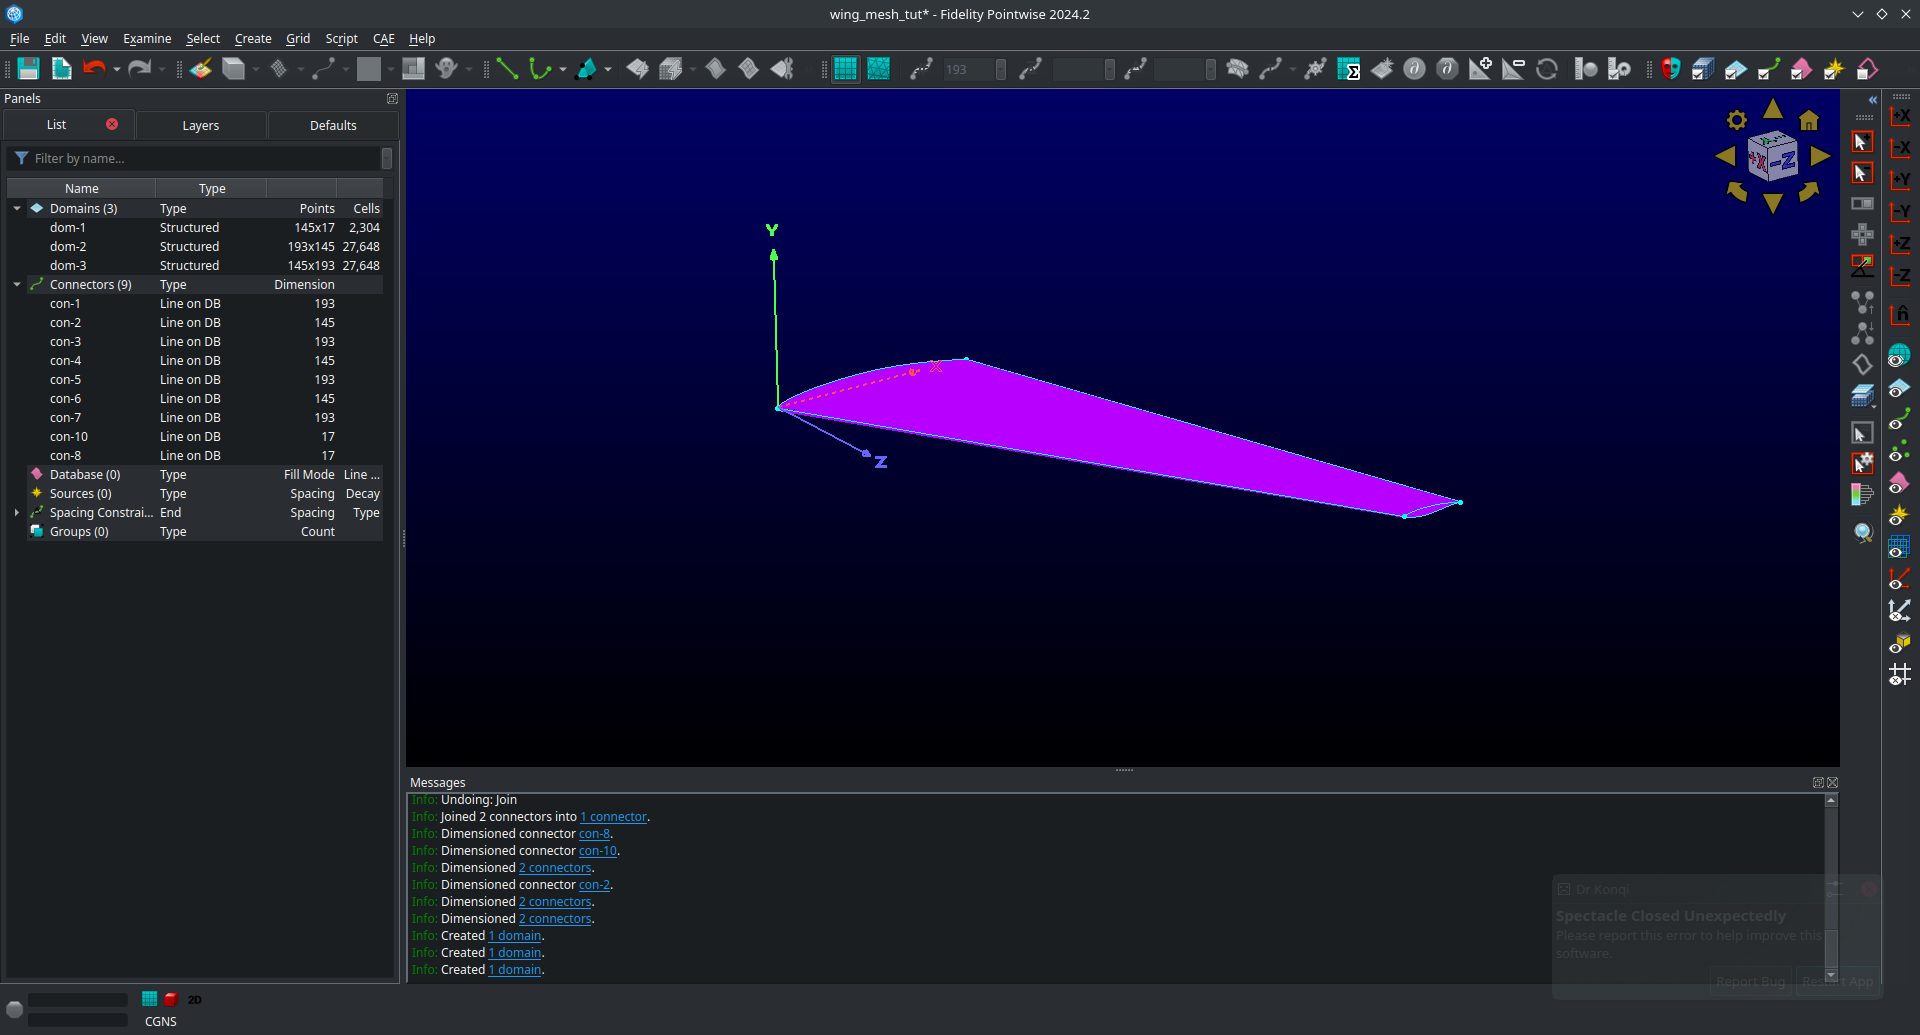 wing_mesh_tut* - Fidelity Pointwise 2024.2
File Edit View Examine Select Create Grid Script CAE Help
193
Panels
List Layers Defaults
Filter by name...
Name Type
Domains (3) Type Points Cells
dom-1 Structured 145x17 2,304
dom-2 Structured 193x145 27,648
dom-3 Structured 145x193 27,648
Connectors (9) Type Dimension
con-1 Line on DB 193
con-2 Line on DB 145
con-3 Line on DB 193
con-4 Line on DB 145
con-5 Line on DB 193
con-6 Line on DB 145
con-7 Line on DB 193
con-10 Line on DB 17
con-8 Line on DB 17
Database (0) Type Fill Mode Line ...
Sources (0) Type Spacing Decay
Spacing Constrai... End Spacing Type
Groups (0) Type Count
Y
X
Z
+X -Z
+X
-X
+Y
-Y
+Z
-Z
n
Messages
Info: Undoing: Join
Info: Joined 2 connectors into 1 connector.
Info: Dimensioned connector con-8.
Info: Dimensioned connector con-10.
Info: Dimensioned 2 connectors.
Info: Dimensioned connector con-2.
Info: Dimensioned 2 connectors.
Info: Dimensioned 2 connectors.
Info: Created 1 domain.
Info: Created 1 domain.
Info: Created 1 domain.
Dr Konqi
Spectacle Closed Unexpectedly
Please report this error to help improve this
software.
Report Bug Restart App
2D
CGNS